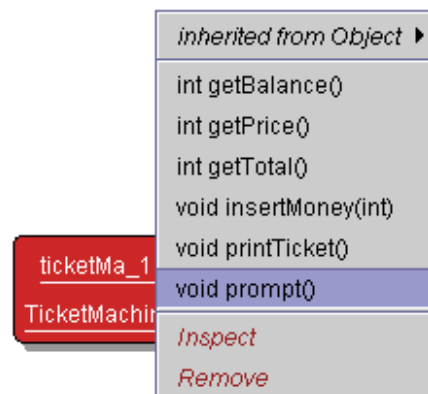 inherited from Object
int getBalance()
int getPrice()
int getTotal()
void insertMoney(int)
void printTicket()
void prompt()
Inspect
Remove
ticketMa_1
TicketMachin